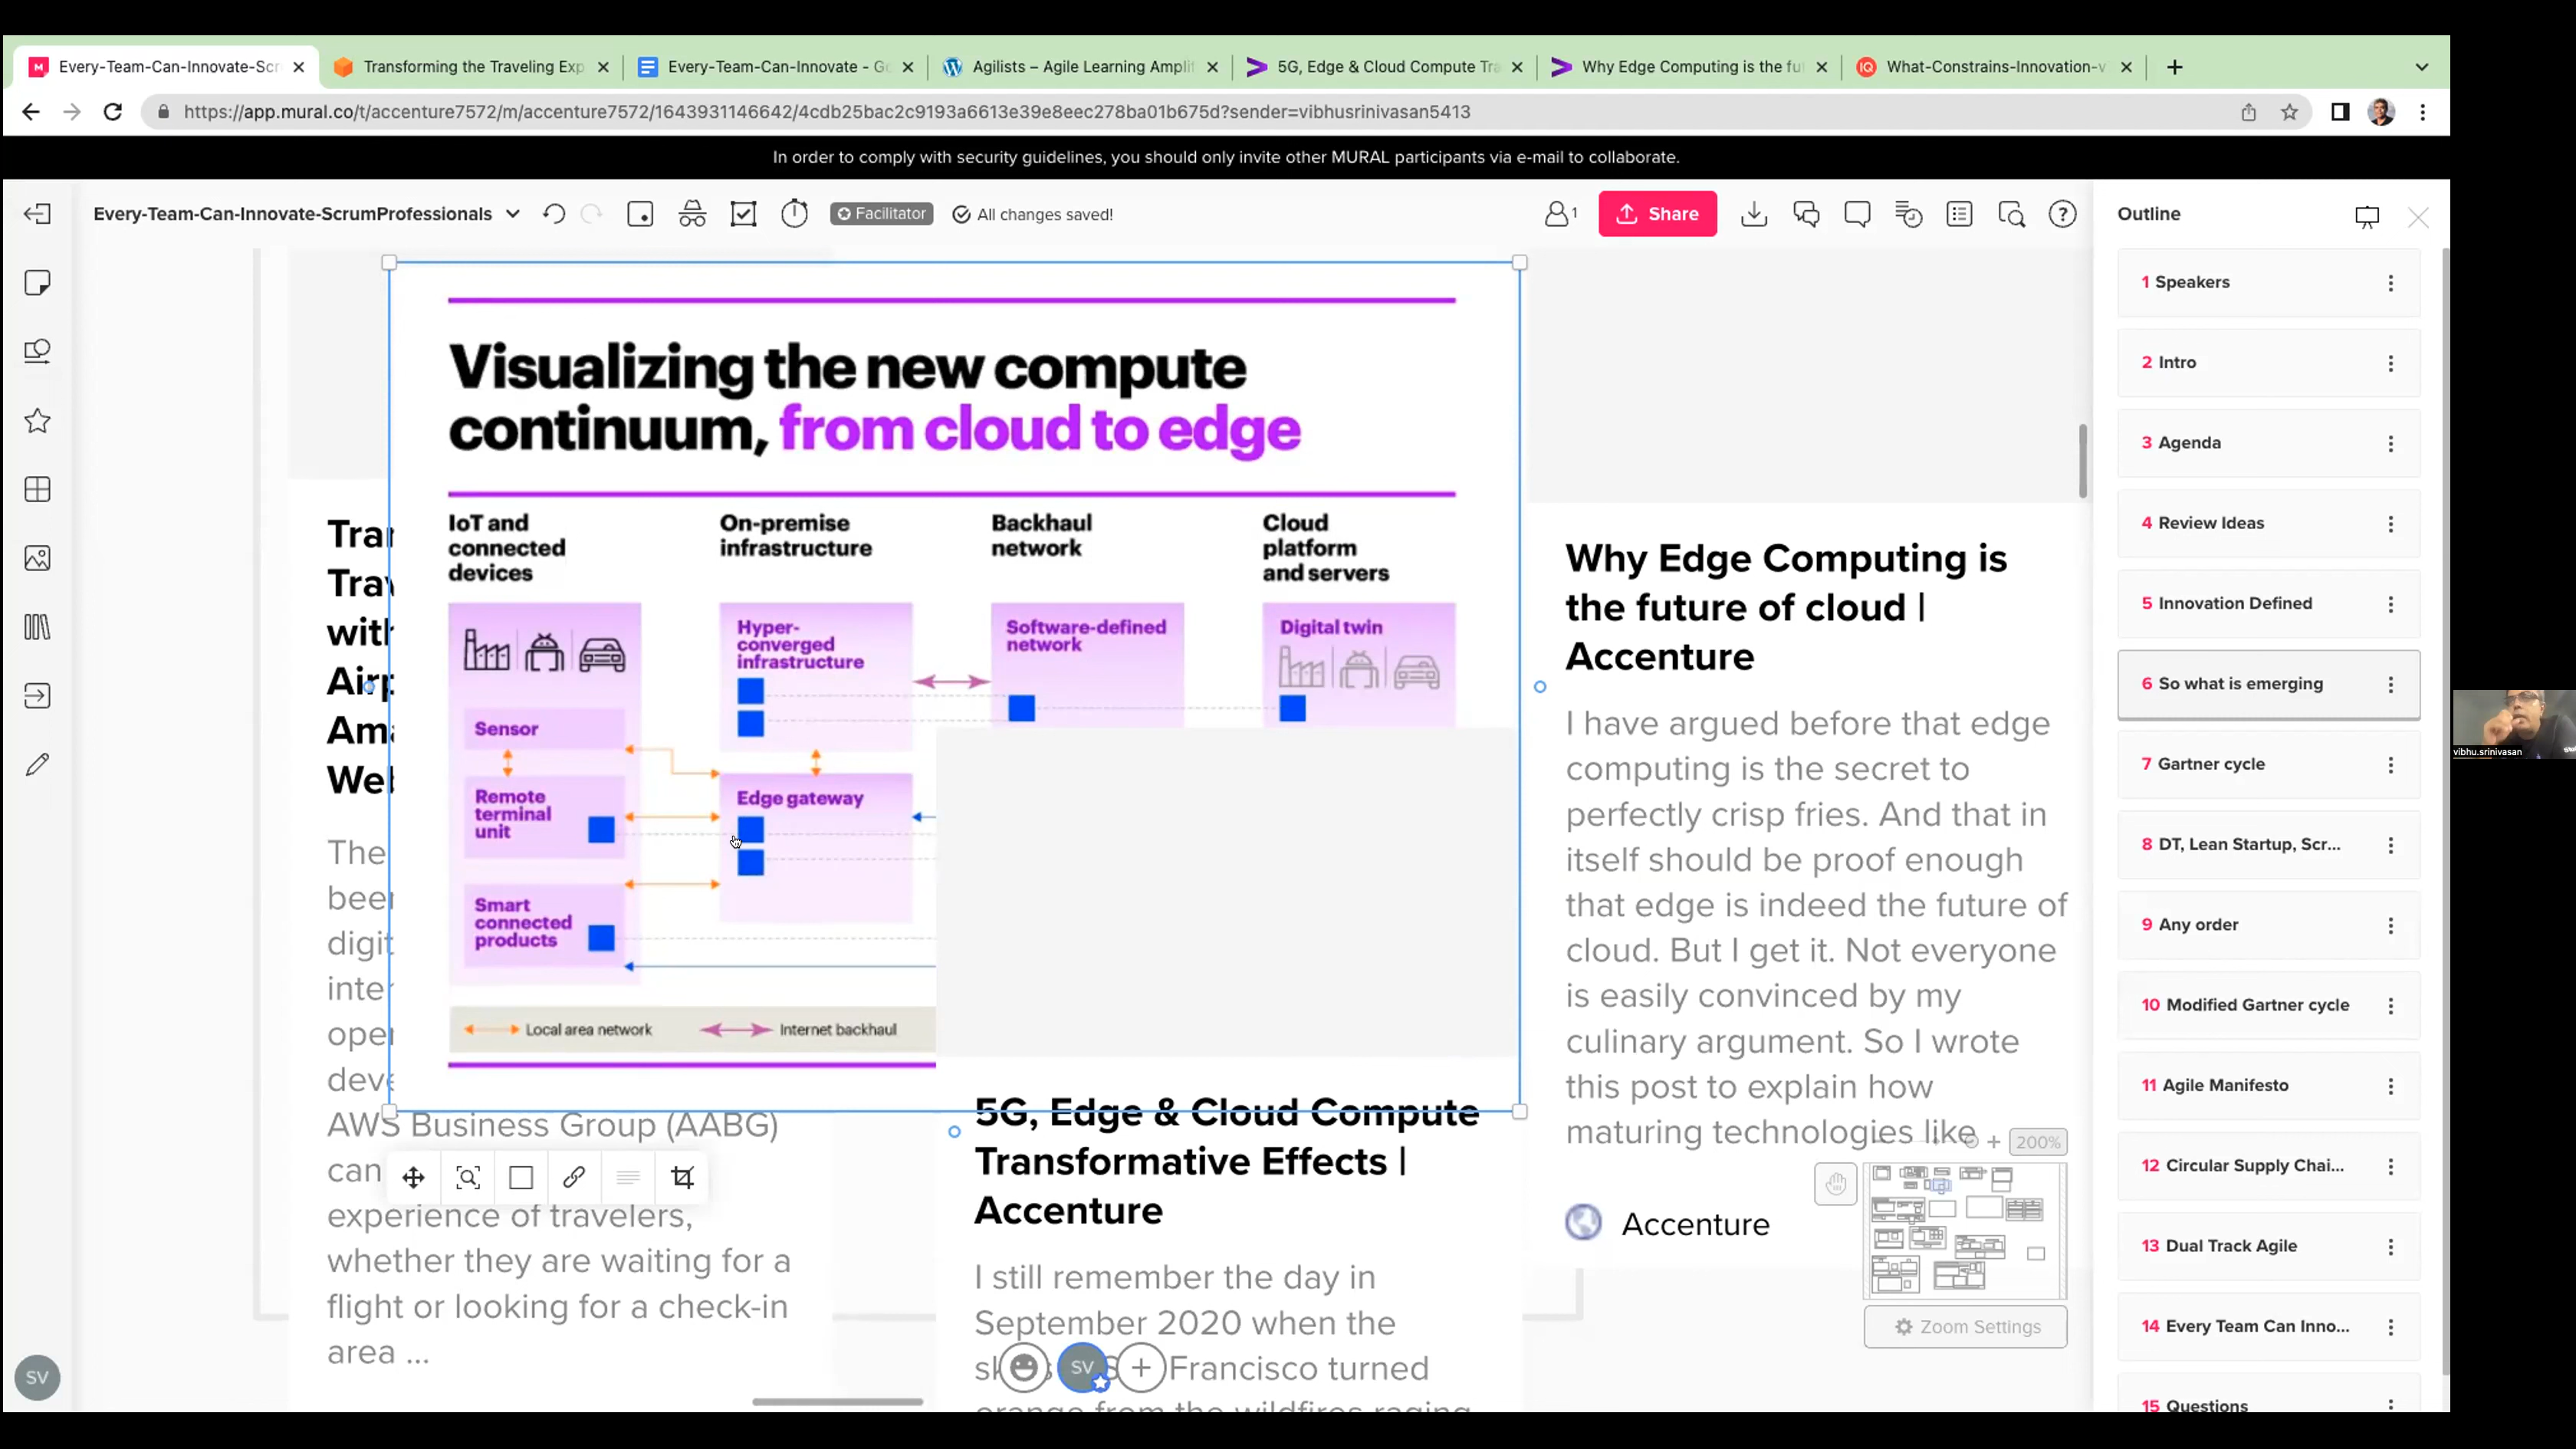 Every-Team-Can-Innovate-Scr
Transforming the Traveling Exp
Every-Team-Can-Innovate - Go
Agilists – Agile Learning Amplif
5G, Edge & Cloud Compute Tra
Why Edge Computing is the fu
What-Constrains-Innovation-v
https://app.mural.co/t/accenture7572/m/accenture7572/1643931146642/4cdb25bac2c9193a6613e39e8eec278ba01b675d?sender=vibhusrinivasan5413
In order to comply with security guidelines, you should only invite other MURAL participants via e-mail to collaborate.
Every-Team-Can-Innovate-ScrumProfessionals
Facilitator
All changes saved!
1
Share
Visualizing the new compute
continuum, from cloud to edge
IoT and
connected
devices
On-premise
infrastructure
Backhaul
network
Cloud
platform
and servers
Hyper-
converged
infrastructure
Software-defined
network
Digital twin
Sensor
Remote
terminal
unit
Edge gateway
Smart
connected
products
Local area network
Internet backhaul
The
AWS Business Group (AABG)
can
experience of travelers,
whether they are waiting for a
flight or looking for a check-in
area ...
5G, Edge & Cloud Compute
Transformative Effects |
Accenture
I still remember the day in
September 2020 when the
Francisco turned
orange from the wildfires raging
Why Edge Computing is
the future of cloud |
Accenture
I have argued before that edge
computing is the secret to
perfectly crisp fries. And that in
itself should be proof enough
that edge is indeed the future of
cloud. But I get it. Not everyone
is easily convinced by my
culinary argument. So I wrote
this post to explain how
maturing technologies like
Accenture
200%
Zoom Settings
SV
SV
Outline
1 Speakers
2 Intro
3 Agenda
4 Review Ideas
5 Innovation Defined
6 So what is emerging
7 Gartner cycle
8 DT, Lean Startup, Scr...
9 Any order
10 Modified Gartner cycle
11 Agile Manifesto
12 Circular Supply Chai...
13 Dual Track Agile
14 Every Team Can Inno...
15 Questions
vibhu.srinivasan